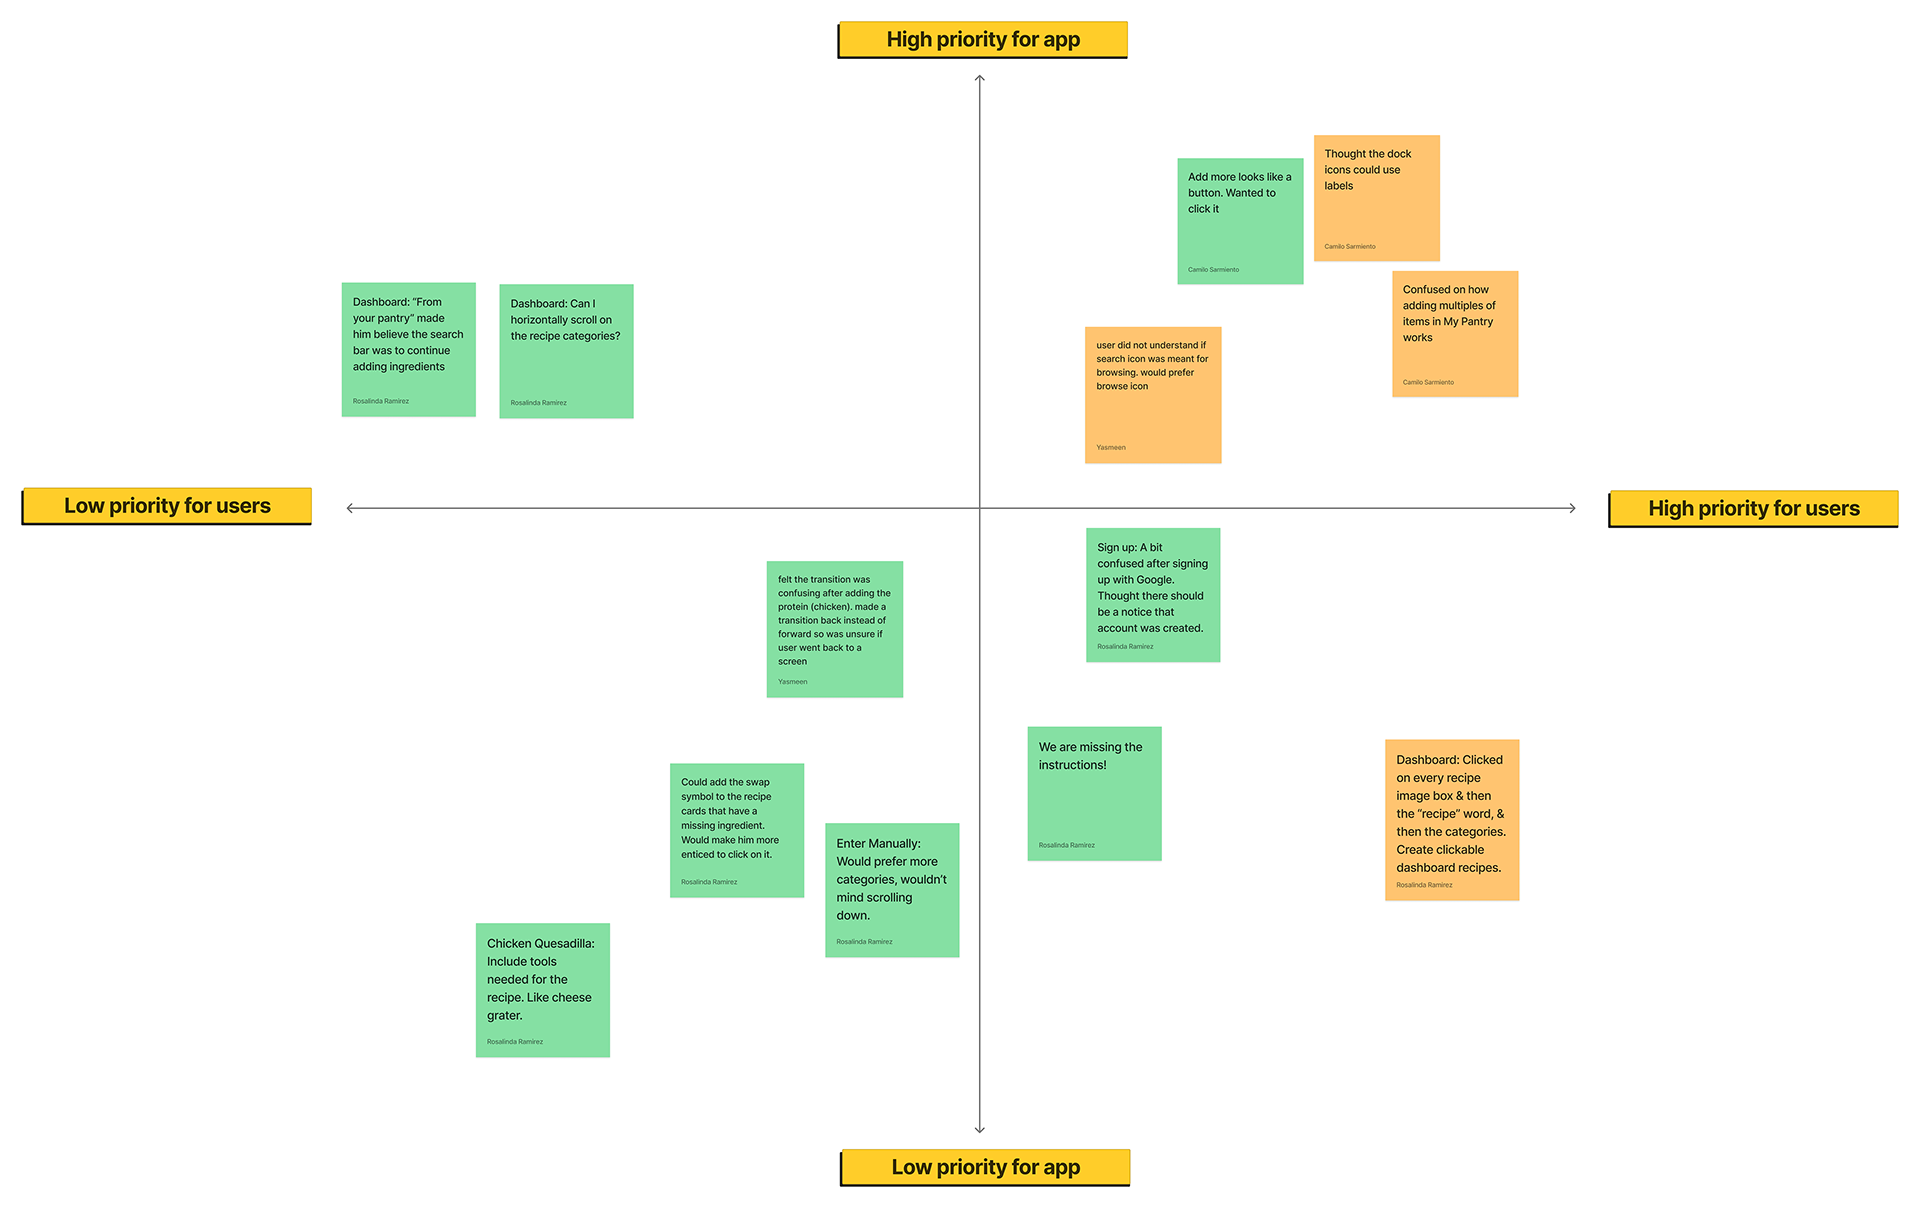 High priority for app
Thought the dock
icons could use
labels
Camilo Sarmiento
Add more looks like a
button. Wanted to
click it
Camilo Sarmiento
Confused on how
adding multiples of
items in My Pantry
works
Camilo Sarmiento
Dashboard: “From
your pantry” made
him believe the search
bar was to continue
adding ingredients
Rosalinda Ramirez
Dashboard: Can I
horizontally scroll on
the recipe categories?
Rosalinda Ramirez
user did not understand if
search icon was meant for
browsing. would prefer
browse icon
Yasmeen
Low priority for users
High priority for users
Sign up: A bit
confused after signing
up with Google.
Thought there should
be a notice that
account was created.
Rosalinda Ramirez
felt the transition was
confusing after adding the
protein (chicken). made a
transition back instead of
forward so was unsure if
user went back to a
screen
Yasmeen
We are missing the
instructions!
Rosalinda Ramirez
Dashboard: Clicked
on every recipe
image box & then
the “recipe” word, &
then the categories.
Create clickable
dashboard recipes.
Rosalinda Ramirez
Could add the swap
symbol to the recipe
cards that have a
missing ingredient.
Would make him more
enticed to click on it.
Rosalinda Ramirez
Enter Manually:
Would prefer more
categories, wouldn’t
mind scrolling
down.
Rosalinda Ramirez
Chicken Quesadilla:
Include tools
needed for the
recipe. Like cheese
grater.
Rosalinda Ramirez
Low priority for app